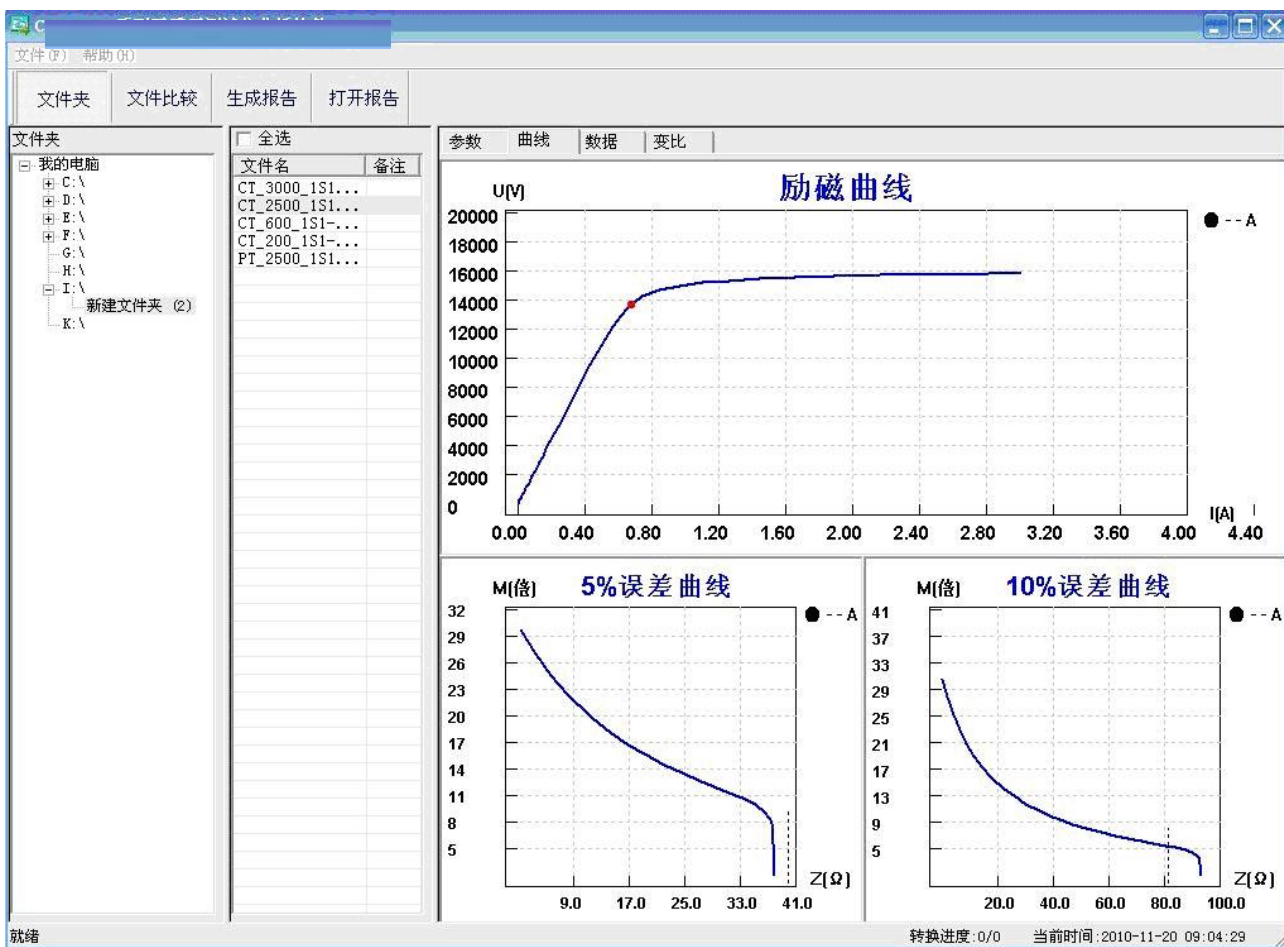 C
文件(F) 帮助(H)
文件夹 文件比较 生成报告 打开报告
文件夹
我的电脑
C:\
D:\
E:\
F:\
G:\
H:\
I:\
新建文件夹 (2)
K:\
全选
文件名 备注
CT_3000_1S1...
CT_2500_1S1...
CT_600_1S1-...
CT_200_1S1-...
PT_2500_1S1...
参数 曲线 数据 变比
U(V) 励磁曲线
20000
18000
16000
14000
12000
10000
8000
6000
4000
2000
0
--A
I(A)
0.00 0.40 0.80 1.20 1.60 2.00 2.40 2.80 3.20 3.60 4.00 4.40
M(倍) 5%误差曲线
32
29
26
23
20
17
14
11
8
5
--A
Z(Ω)
9.0 17.0 25.0 33.0 41.0
M(倍) 10%误差曲线
41
37
33
29
25
21
17
13
9
5
--A
Z(Ω)
20.0 40.0 60.0 80.0 100.0
就绪 转换进度:0/0 当前时间:2010-11-20 09:04:29